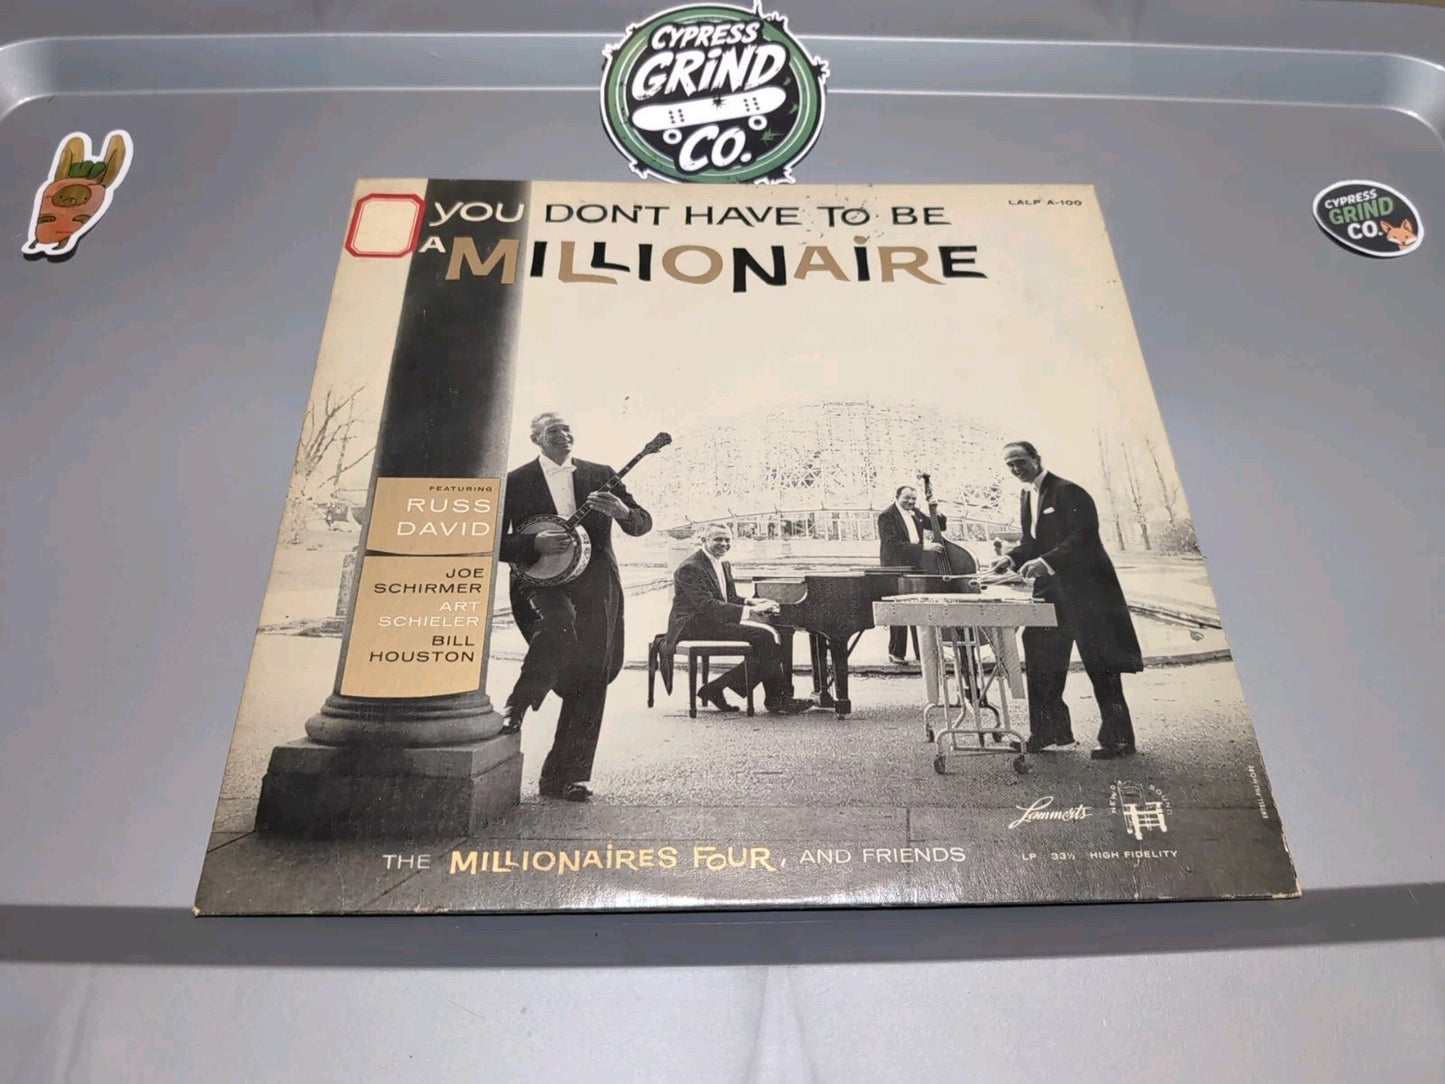 CYPRESS
GRIND
CO.
CYPRESS
GRIND
CO.
YOU DON'T HAVE TO BE
A MILLIONAIRE
LALP A-100
FEATURING
RUSS
DAVID
JOE
SCHIRMER
ART
SCHIELER
BILL
HOUSTON
Lammerts
LP 33⅓ HIGH FIDELITY
THE MILLIONAIRES FOUR, AND FRIENDS